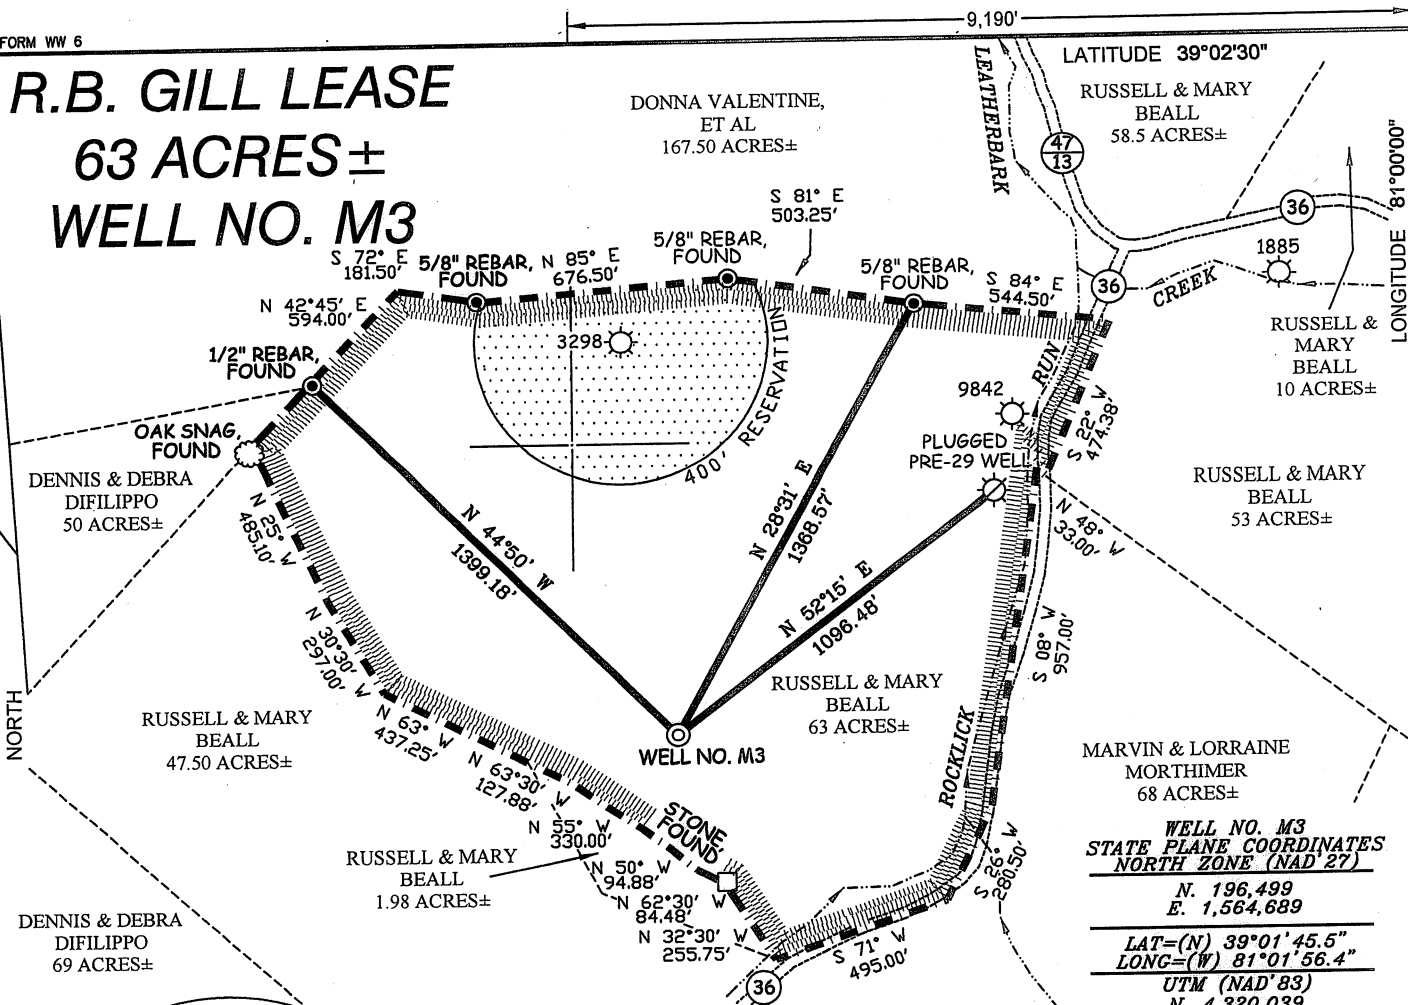 9,190'
FORM WW 6
LATITUDE 39°02'30"
R.B. GILL LEASE
63 ACRES±
WELL NO. M3
DONNA VALENTINE,
ET AL
167.50 ACRES±
LEATHERBARK
RUSSELL & MARY
BEALL
58.5 ACRES±
47
13
36
LONGITUDE 81°00'00"
S 81° E
503.25'
S 72° E
181.50'
5/8" REBAR,
FOUND
N 85° E
676.50'
5/8" REBAR,
FOUND
5/8" REBAR,
FOUND
S 84° E
544.50'
36
CREEK
1885
N 42°45' E
594.00'
1/2" REBAR,
FOUND
3298
400' RESERVATION
RUN
RUSSELL &
MARY
BEALL
10 ACRES±
9842
S 22° W
474.38'
OAK SNAG,
FOUND
PLUGGED
PRE-29 WELL
DENNIS & DEBRA
DIFILIPPO
50 ACRES±
RUSSELL & MARY
BEALL
53 ACRES±
N 25° W
485.10'
N 44°50' W
1399.18'
N 28°31' E
1368.57'
N 52°15' E
1096.48'
N 48° W
33.00'
S 08° W
957.00'
N 30°30' W
297.00'
NORTH
RUSSELL & MARY
BEALL
47.50 ACRES±
N 63° W
437.25'
RUSSELL & MARY
BEALL
63 ACRES±
WELL NO. M3
ROCKLICK
MARVIN & LORRAINE
MORTHIMER
68 ACRES±
N 63°30' W
127.88'
N 55° W
330.00'
STONE,
FOUND
RUSSELL & MARY
BEALL
1.98 ACRES±
N 50° W
94.88'
N 62°30' W
84.48'
N 32°30' W
255.75'
S 26° W
280.50'
S 71° W
495.00'
36
DENNIS & DEBRA
DIFILIPPO
69 ACRES±
WELL NO. M3
STATE PLANE COORDINATES
NORTH ZONE (NAD'27)
N. 196,499
E. 1,564,689
LAT=(N) 39°01'45.5"
LONG=(W) 81°01'56.4"
UTM (NAD'83)
N. 4,320,039